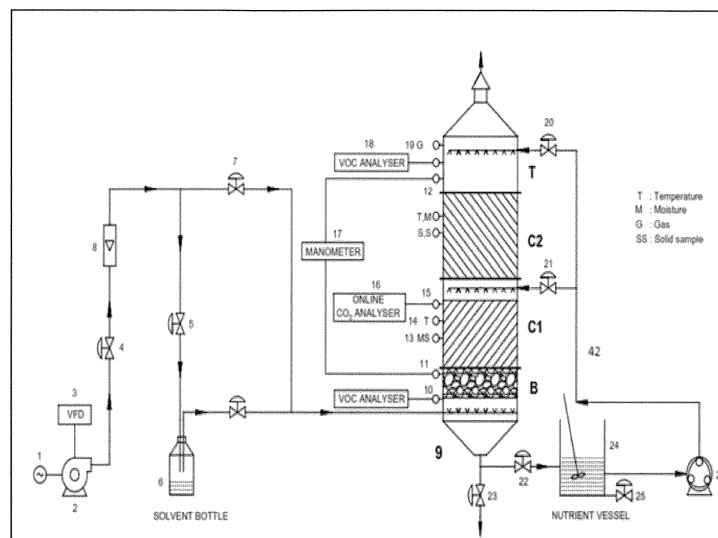 20
18
19 G
VOC ANALYSER
7
T
T : Temperature
M : Moisture
G : Gas
SS : Solid sample
12
T,M
S,S
8
17
MANOMETER
C2
21
16
15
ONLINE
CO2 ANALYSER
14 T
C1
5
4
13 MS
42
3
11
VFD
10
B
VOC ANALYSER
1
9
24
6
22
2
23
25
SOLVENT BOTTLE
NUTRIENT VESSEL